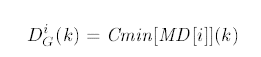 $D_G^i(k) = Cmin[MD[i]](k)$